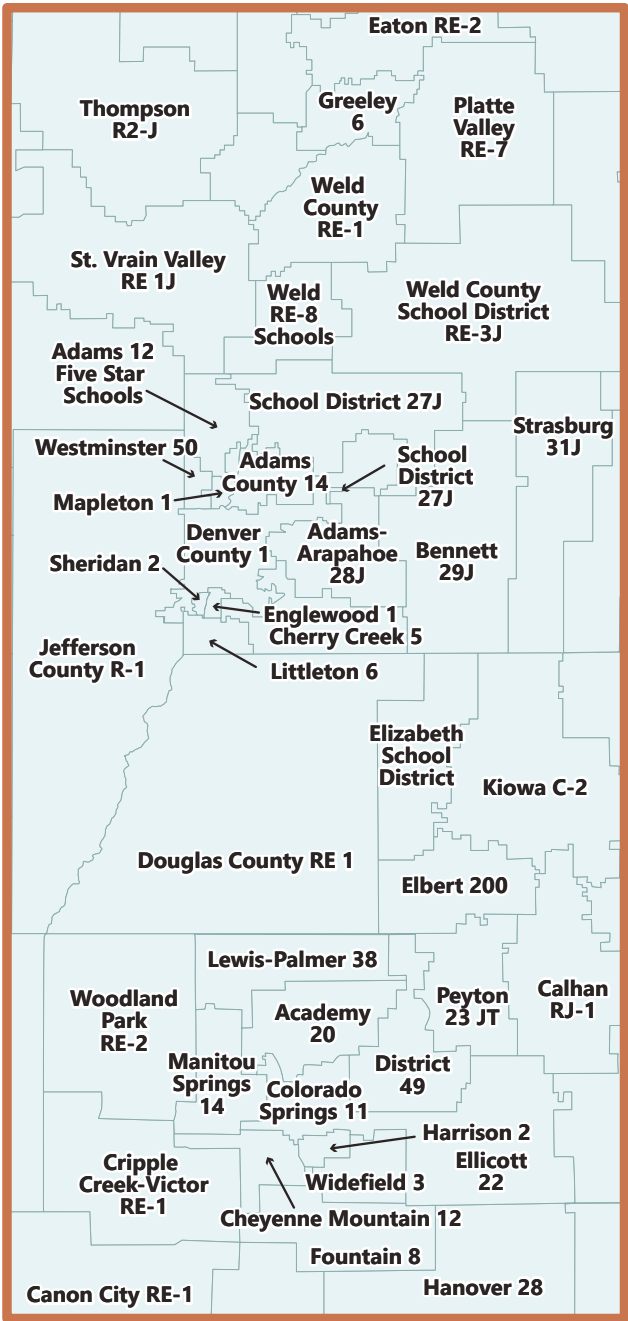 Eaton RE-2
Thompson
R2-J
Greeley
6
Platte
Valley
RE-7
Weld
County
RE-1
St. Vrain Valley
RE 1J
Weld
RE-8
Schools
Weld County
School District
RE-3J
Adams 12
Five Star
Schools
School District 27J
Strasburg
31J
Westminster 50
Adams
County 14
School
District
27J
Mapleton 1
Denver
County 1
Adams-
Arapahoe
28J
Bennett
29J
Sheridan 2
Englewood 1
Cherry Creek 5
Jefferson
County R-1
Littleton 6
Elizabeth
School
District
Kiowa C-2
Douglas County RE 1
Elbert 200
Lewis-Palmer 38
Woodland
Park
RE-2
Academy
20
Peyton
23 JT
Calhan
RJ-1
Manitou
Springs
14
Colorado
Springs 11
District
49
Harrison 2
Cripple
Creek-Victor
RE-1
Ellicott
22
Widefield 3
Cheyenne Mountain 12
Fountain 8
Canon City RE-1
Hanover 28